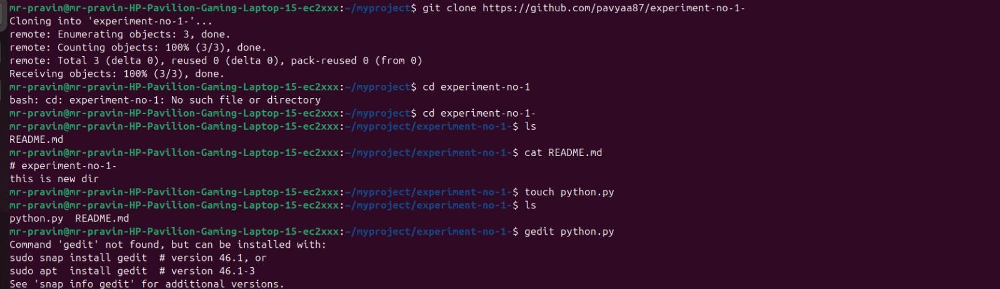 mr-pravin@mr-pravin-HP-Pavilion-Gaming-Laptop-15-ec2xxx:~/myproject$ git clone https://github.com/pavyaa87/experiment-no-1-
Cloning into 'experiment-no-1-'...
remote: Enumerating objects: 3, done.
remote: Counting objects: 100% (3/3), done.
remote: Total 3 (delta 0), reused 0 (delta 0), pack-reused 0 (from 0)
Receiving objects: 100% (3/3), done.
mr-pravin@mr-pravin-HP-Pavilion-Gaming-Laptop-15-ec2xxx:~/myproject$ cd experiment-no-1
bash: cd: experiment-no-1: No such file or directory
mr-pravin@mr-pravin-HP-Pavilion-Gaming-Laptop-15-ec2xxx:~/myproject$ cd experiment-no-1-
mr-pravin@mr-pravin-HP-Pavilion-Gaming-Laptop-15-ec2xxx:~/myproject/experiment-no-1-$ ls
README.md
mr-pravin@mr-pravin-HP-Pavilion-Gaming-Laptop-15-ec2xxx:~/myproject/experiment-no-1-$ cat README.md
# experiment-no-1-
this is new dir
mr-pravin@mr-pravin-HP-Pavilion-Gaming-Laptop-15-ec2xxx:~/myproject/experiment-no-1-$ touch python.py
mr-pravin@mr-pravin-HP-Pavilion-Gaming-Laptop-15-ec2xxx:~/myproject/experiment-no-1-$ ls
python.py  README.md
mr-pravin@mr-pravin-HP-Pavilion-Gaming-Laptop-15-ec2xxx:~/myproject/experiment-no-1-$ gedit python.py
Command 'gedit' not found, but can be installed with:
sudo snap install gedit  # version 46.1, or
sudo apt  install gedit  # version 46.1-3
See 'snap info gedit' for additional versions.